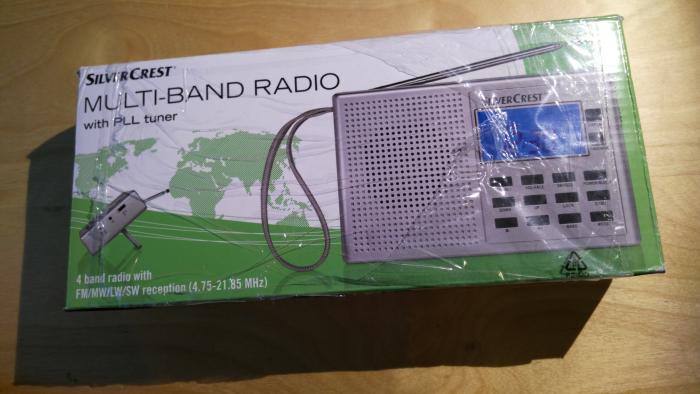 SILVERCREST
MULTI-BAND RADIO
with PLL tuner
SILVERCREST
4 band radio with
FM/MW/LW/SW reception (4.75-21.85 MHz)